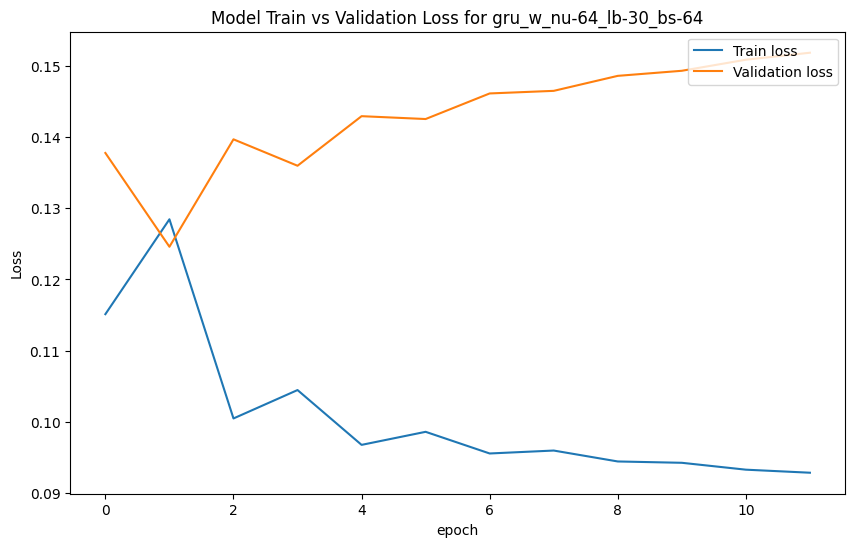 Model Train vs Validation Loss for gru_w_nu-64_lb-30_bs-64
Train loss
Validation loss
0.15
0.14
0.13
0.12
0.11
0.10
0.09
Loss
0 2 4 6 8 10
epoch